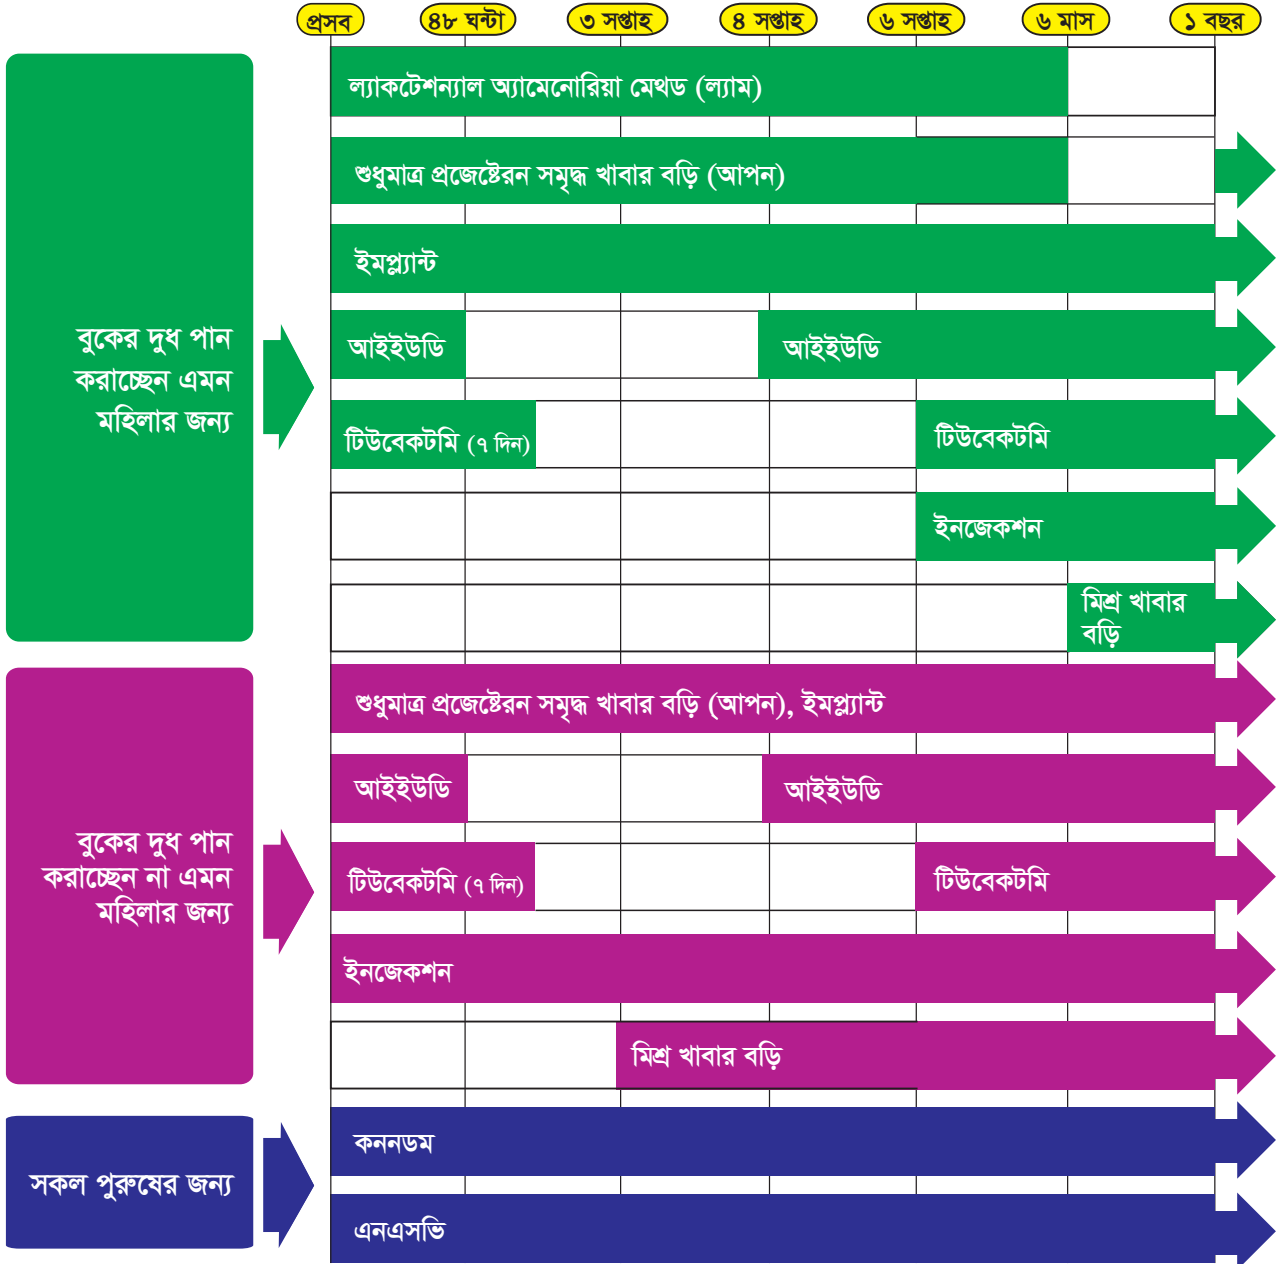 প্রসব ৪৮ ঘন্টা ৩ সপ্তাহ ৪ সপ্তাহ ৬ সপ্তাহ ৬ মাস ১ বছর
বুকের দুধ পান
করাচ্ছেন এমন
মহিলার জন্য
ল্যাকটেশন্যাল অ্যামেনোরিয়া মেথড (ল্যাম)
শুধুমাত্র প্রজেষ্টেরন সমৃদ্ধ খাবার বড়ি (আপন)
ইমপ্ল্যান্ট
আইইউডি আইইউডি
টিউবেকটমি (৭ দিন) টিউবেকটমি
ইনজেকশন
মিশ্র খাবার
বড়ি
বুকের দুধ পান
করাচ্ছেন না এমন
মহিলার জন্য
শুধুমাত্র প্রজেষ্টেরন সমৃদ্ধ খাবার বড়ি (আপন), ইমপ্ল্যান্ট
আইইউডি আইইউডি
টিউবেকটমি (৭ দিন) টিউবেকটমি
ইনজেকশন
মিশ্র খাবার বড়ি
সকল পুরুষের জন্য
কননডম
এনএসভি